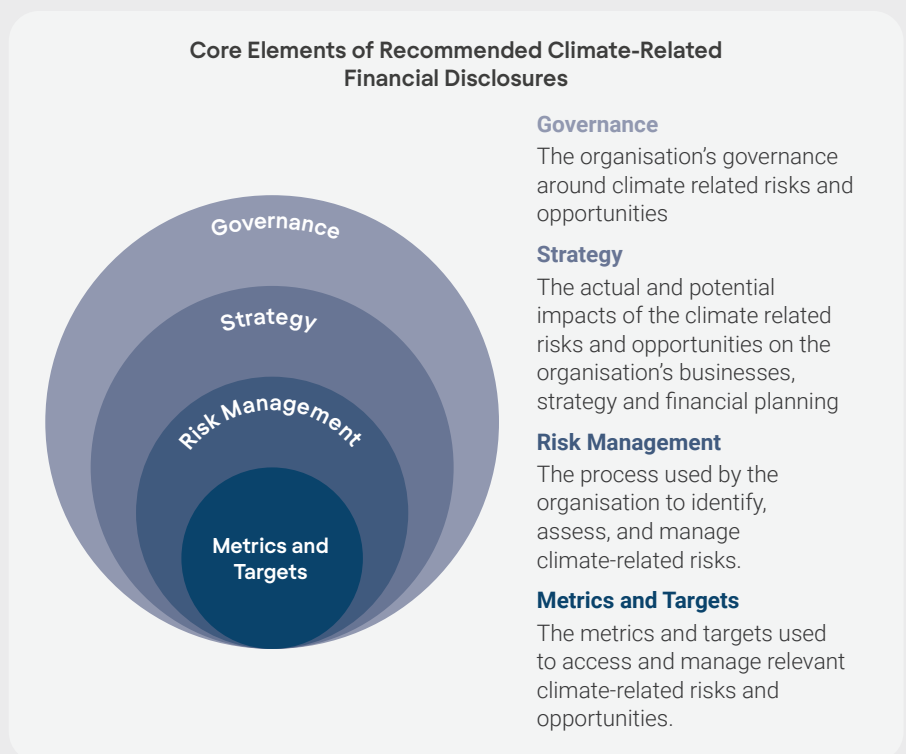 Core Elements of Recommended Climate-Related
Financial Disclosures
Governance
Strategy
Risk Management
Metrics and
Targets
Governance
The organisation’s governance
around climate related risks and
opportunities
Strategy
The actual and potential
impacts of the climate related
risks and opportunities on the
organisation’s businesses,
strategy and financial planning
Risk Management
The process used by the
organisation to identify,
assess, and manage
climate-related risks.
Metrics and Targets
The metrics and targets used
to access and manage relevant
climate-related risks and
opportunities.